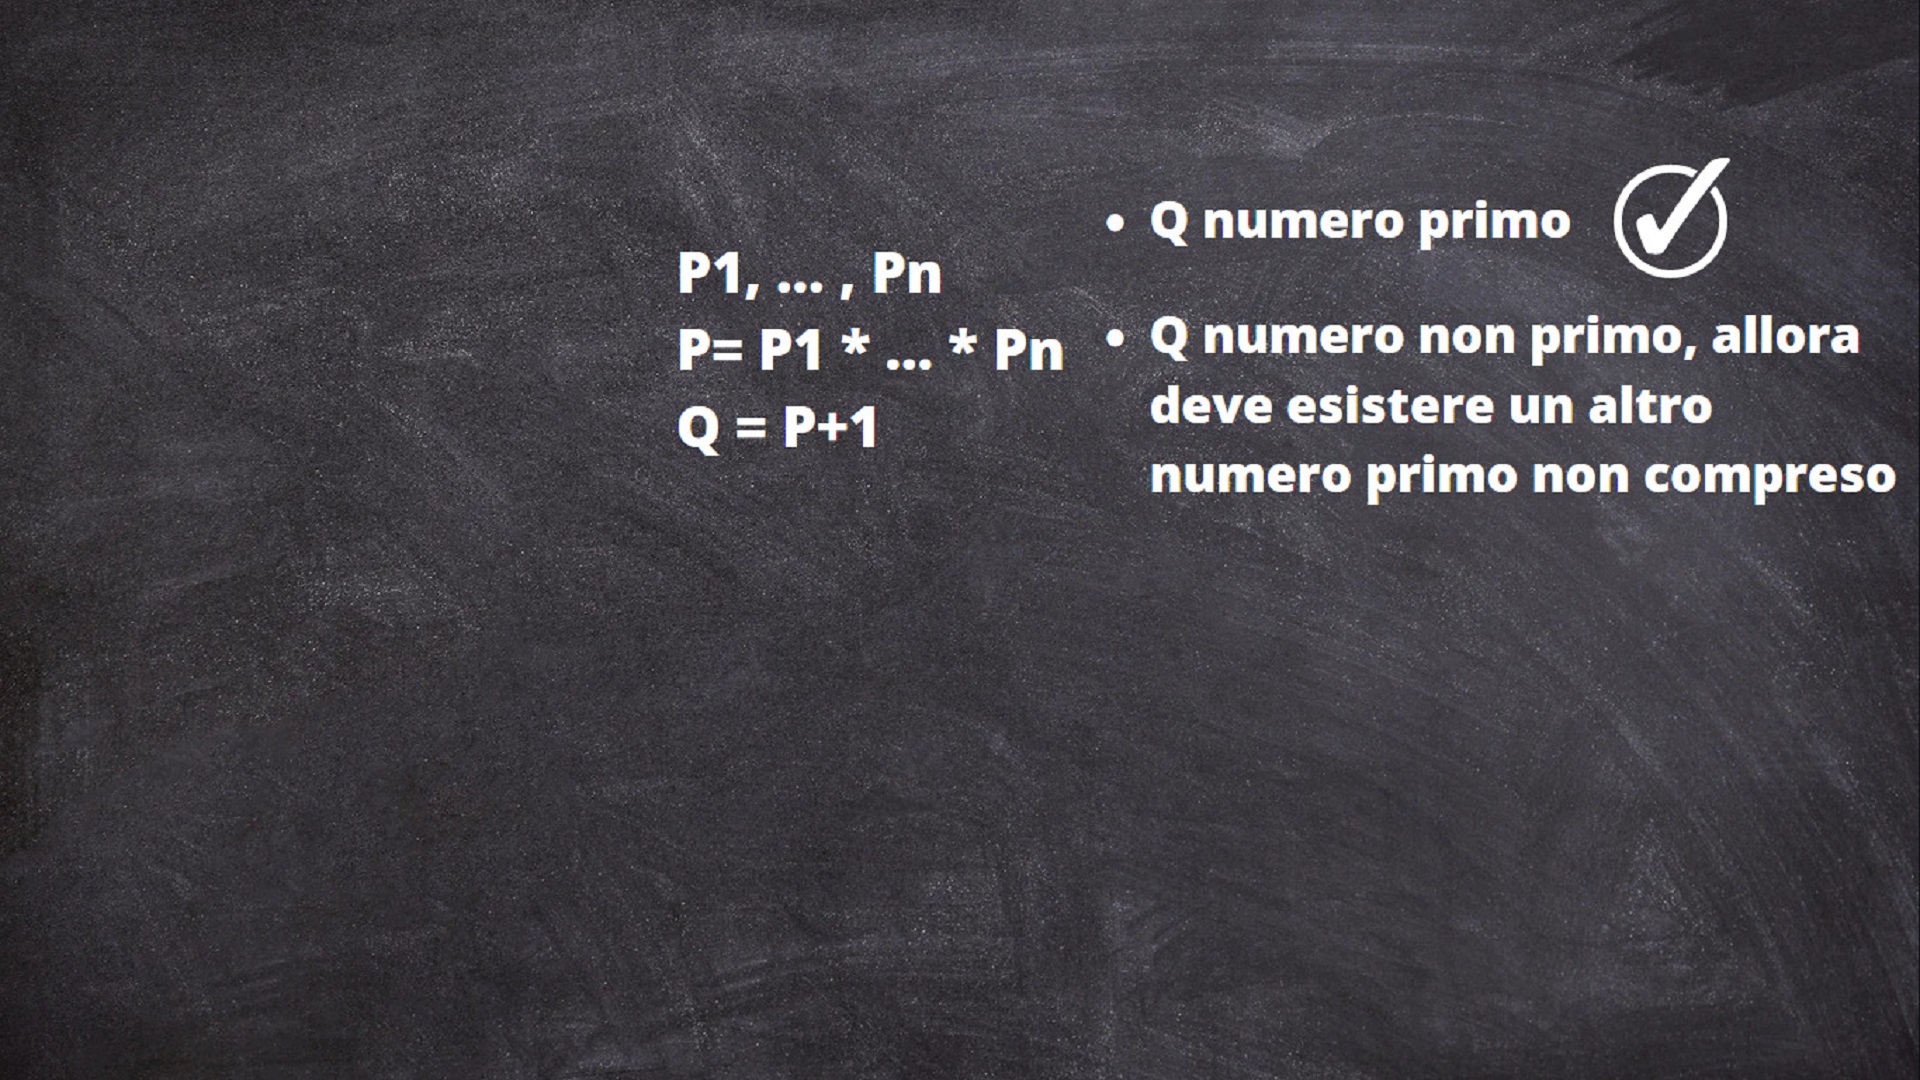 P1, ... , Pn
P= P1 * ... * Pn
Q = P+1
• Q numero primo
• Q numero non primo, allora
deve esistere un altro
numero primo non compreso